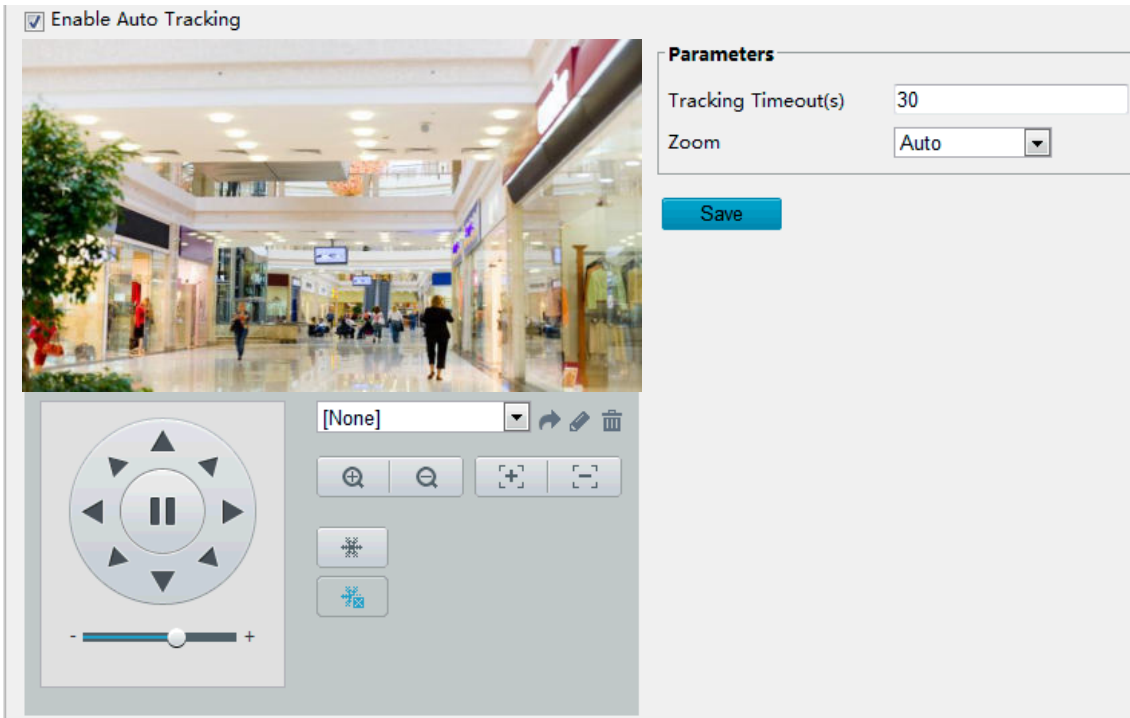 Enable Auto Tracking
Parameters
Tracking Timeout(s) 30
Zoom Auto
Save
[None]
- +